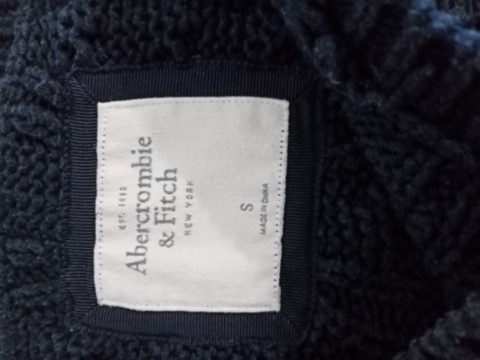 EST. 1892
Abercrombie
& Fitch
NEW YORK
S
MADE IN CHINA